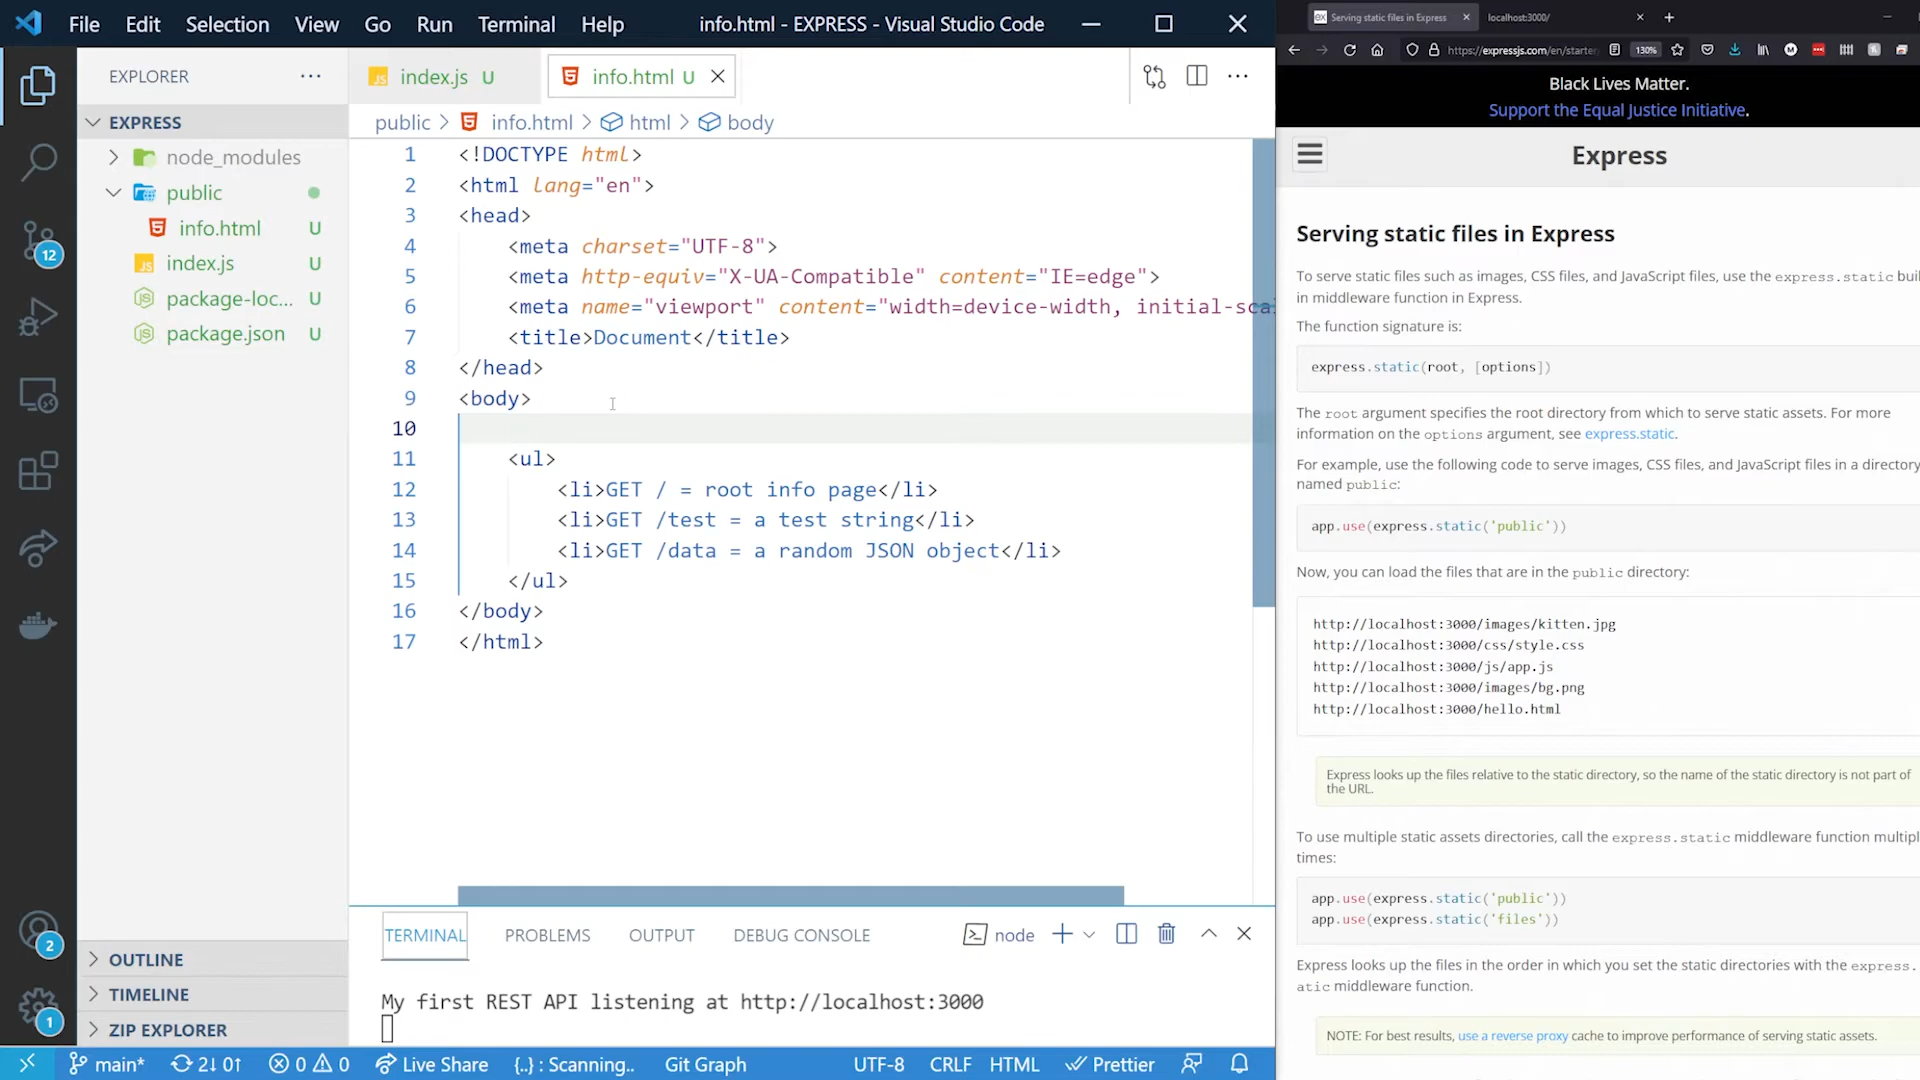 File Edit Selection View Go Run Terminal Help
info.html - EXPRESS - Visual Studio Code
EXPLORER
EXPRESS
node_modules
public
info.html U
index.js U
package-loc... U
package.json U
OUTLINE
TIMELINE
ZIP EXPLORER
12
2
1
index.js U
info.html U
public > info.html > html > body
1 <!DOCTYPE html>
2 <html lang="en">
3 <head>
4 <meta charset="UTF-8">
5 <meta http-equiv="X-UA-Compatible" content="IE=edge">
6 <meta name="viewport" content="width=device-width, initial-sca
7 <title>Document</title>
8 </head>
9 <body>
10
11 <ul>
12 <li>GET / = root info page</li>
13 <li>GET /test = a test string</li>
14 <li>GET /data = a random JSON object</li>
15 </ul>
16 </body>
17 </html>
TERMINAL PROBLEMS OUTPUT DEBUG CONSOLE
node
My first REST API listening at http://localhost:3000
main* 2↓ 0↑ 0 0 Live Share {..} : Scanning.. Git Graph UTF-8 CRLF HTML Prettier
ex Serving static files in Express
localhost:3000/
https://expressjs.com/en/starter
130%
Black Lives Matter.
Support the Equal Justice Initiative.
Express
Serving static files in Express
To serve static files such as images, CSS files, and JavaScript files, use the express.static buil
in middleware function in Express.
The function signature is:
express.static(root, [options])
The root argument specifies the root directory from which to serve static assets. For more
information on the options argument, see express.static.
For example, use the following code to serve images, CSS files, and JavaScript files in a directory
named public:
app.use(express.static('public'))
Now, you can load the files that are in the public directory:
http://localhost:3000/images/kitten.jpg
http://localhost:3000/css/style.css
http://localhost:3000/js/app.js
http://localhost:3000/images/bg.png
http://localhost:3000/hello.html
Express looks up the files relative to the static directory, so the name of the static directory is not part of
the URL.
To use multiple static assets directories, call the express.static middleware function multipl
times:
app.use(express.static('public'))
app.use(express.static('files'))
Express looks up the files in the order in which you set the static directories with the express.
atic middleware function.
NOTE: For best results, use a reverse proxy cache to improve performance of serving static assets.